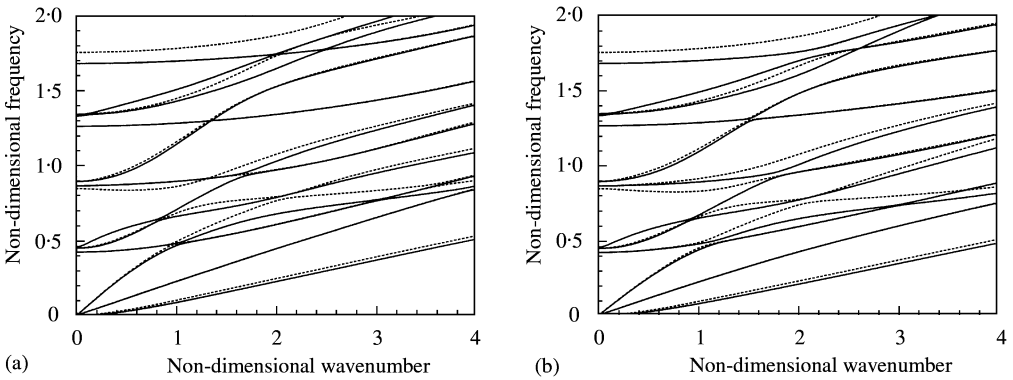 Non-dimensional frequency
2·0
1·5
1·0
0·5
0
0 1 2 3 4
Non-dimensional wavenumber
(a)
Non-dimensional frequency
2·0
1·5
1·0
0·5
0
0 1 2 3 4
Non-dimensional wavenumber
(b)